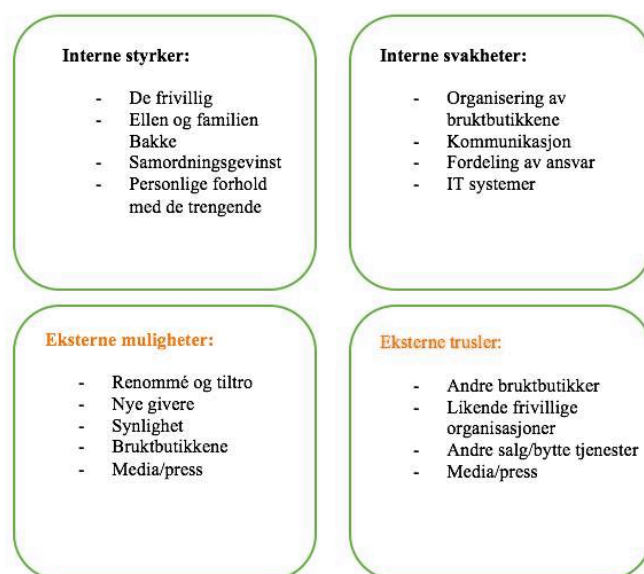 Interne styrker:
- De frivillig
- Ellen og familien
Bakke
- Samordningsgevinst
- Personlige forhold
med de trengende
Interne svakheter:
- Organisering av
bruktbutikkene
- Kommunikasjon
- Fordeling av ansvar
- IT systemer
Eksterne muligheter:
- Renommé og tiltro
- Nye givere
- Synlighet
- Bruktbutikkene
- Media/press
Eksterne trusler:
- Andre bruktbutikker
- Likende frivillige
organisasjoner
- Andre salg/bytte tjenester
- Media/press